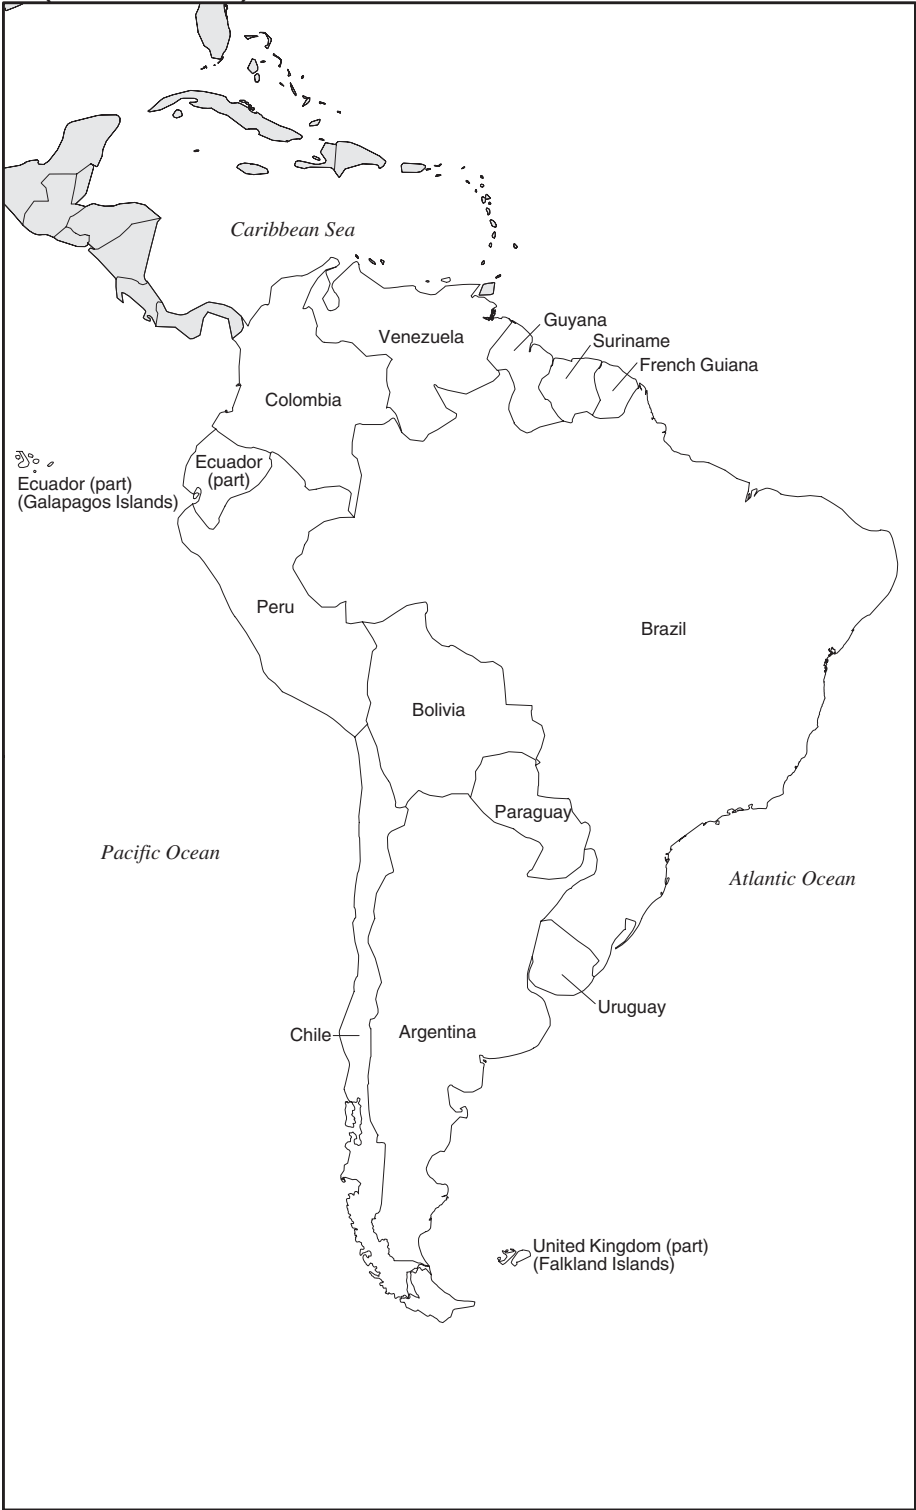 Caribbean Sea
Guyana
Venezuela
Suriname
French Guiana
Colombia
Ecuador
(part)
Ecuador (part)
(Galapagos Islands)
Peru
Brazil
Bolivia
Paraguay
Pacific Ocean
Atlantic Ocean
Uruguay
Chile
Argentina
United Kingdom (part)
(Falkland Islands)